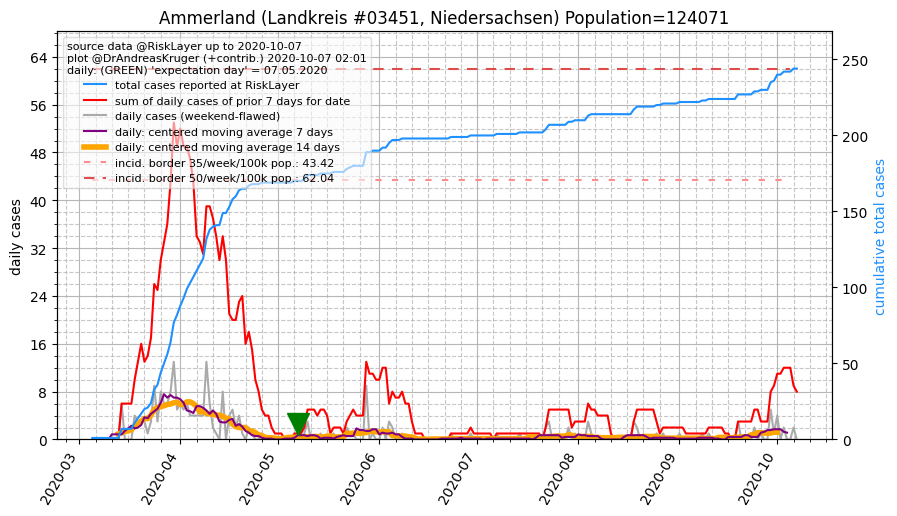 Ammerland (Landkreis #03451, Niedersachsen) Population=124071
source data @RiskLayer up to 2020-10-07
plot @DrAndreasKruger (+contrib.) 2020-10-07 02:01
daily: (GREEN) 'expectation day' = 07.05.2020
total cases reported at RiskLayer
sum of daily cases of prior 7 days for date
daily cases (weekend-flawed)
daily: centered moving average 7 days
daily: centered moving average 14 days
incid. border 35/week/100k pop.: 43.42
incid. border 50/week/100k pop.: 62.04
daily cases
64
56
48
40
32
24
16
8
0
cumulative total cases
250
200
150
100
50
0
2020-03
2020-04
2020-05
2020-06
2020-07
2020-08
2020-09
2020-10